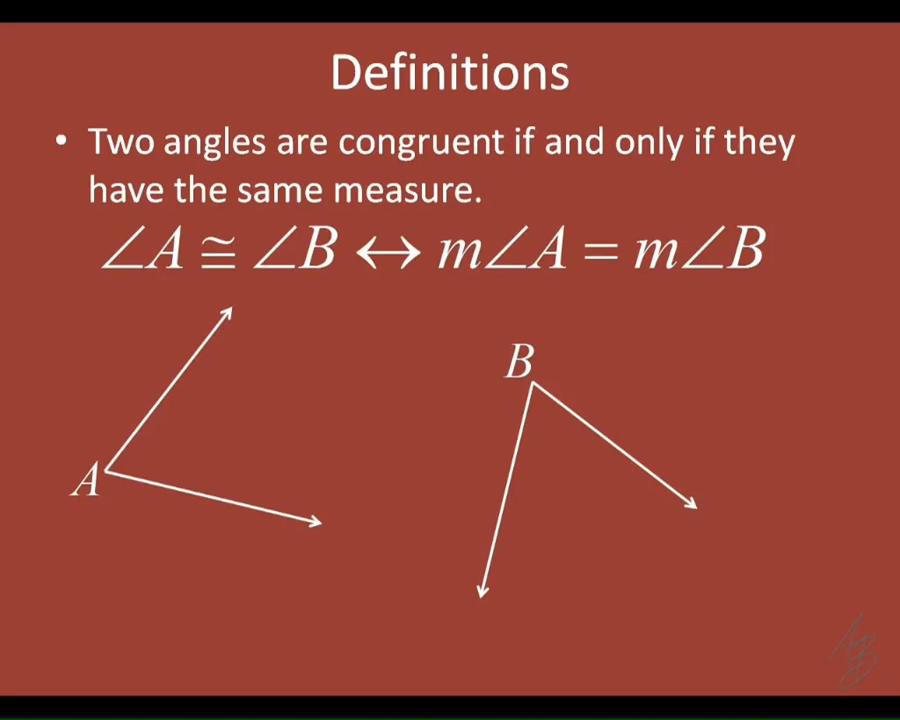 Definitions
• Two angles are congruent if and only if they
have the same measure.
∠A ≅ ∠B ↔ m∠A = m∠B
B
A